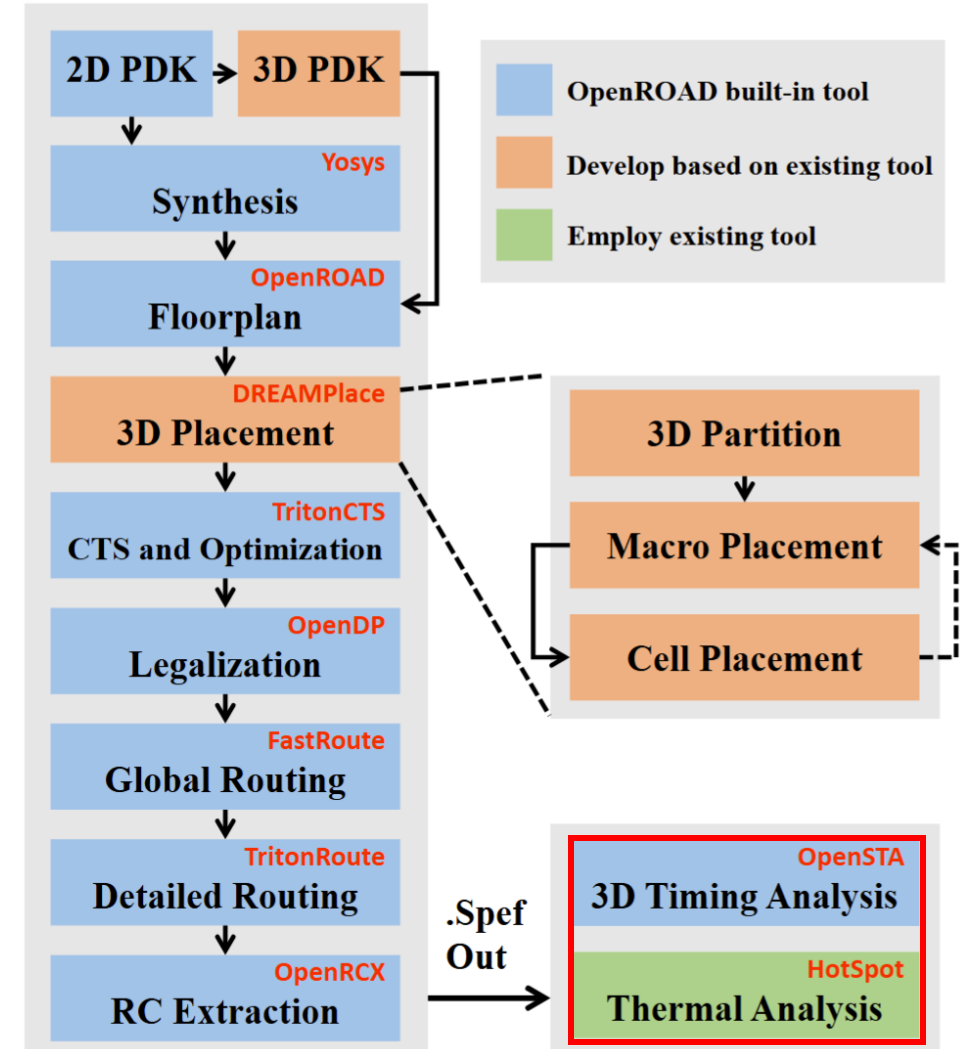 2D PDK
3D PDK
Yosys
Synthesis
OpenROAD
Floorplan
DREAMPlace
3D Placement
TritonCTS
CTS and Optimization
OpenDP
Legalization
FastRoute
Global Routing
TritonRoute
Detailed Routing
OpenRCX
RC Extraction
OpenROAD built-in tool
Develop based on existing tool
Employ existing tool
3D Partition
Macro Placement
Cell Placement
.Spef
Out
OpenSTA
3D Timing Analysis
HotSpot
Thermal Analysis